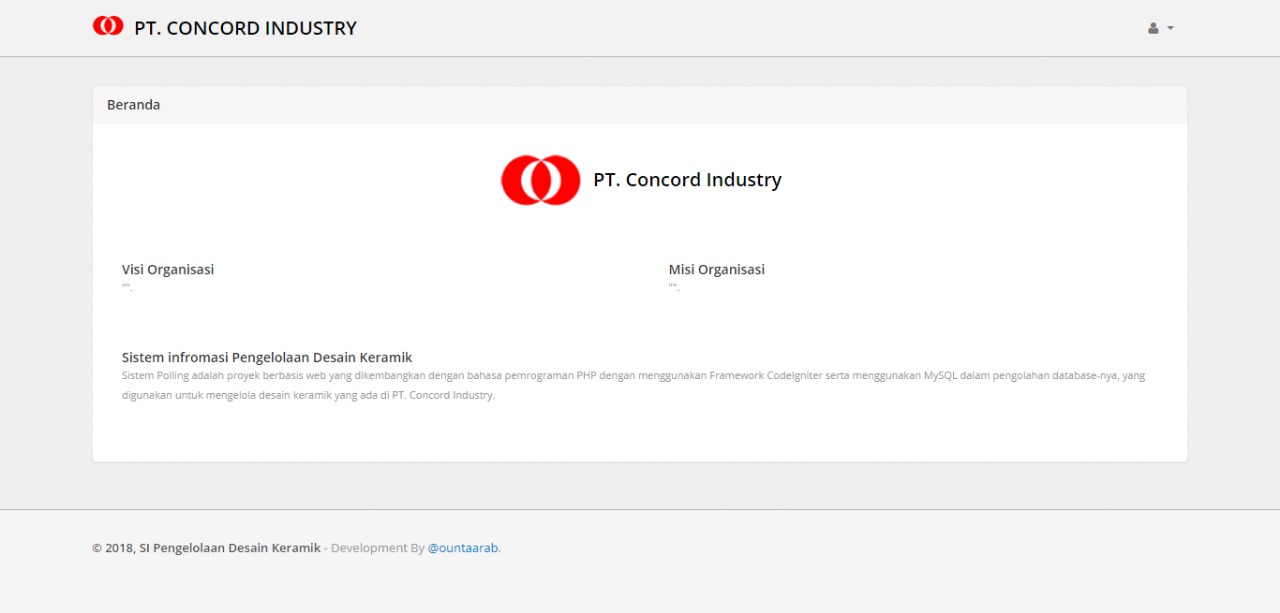 PT. CONCORD INDUSTRY
Beranda
PT. Concord Industry
Visi Organisasi
"".
Misi Organisasi
"".
Sistem infromasi Pengelolaan Desain Keramik
Sistem Polling adalah proyek berbasis web yang dikembangkan dengan bahasa pemrograman PHP dengan menggunakan Framework CodeIgniter serta menggunakan MySQL dalam pengolahan database-nya, yang
digunakan untuk mengelola desain keramik yang ada di PT. Concord Industry.
© 2018, SI Pengelolaan Desain Keramik - Development By @ountaarab.